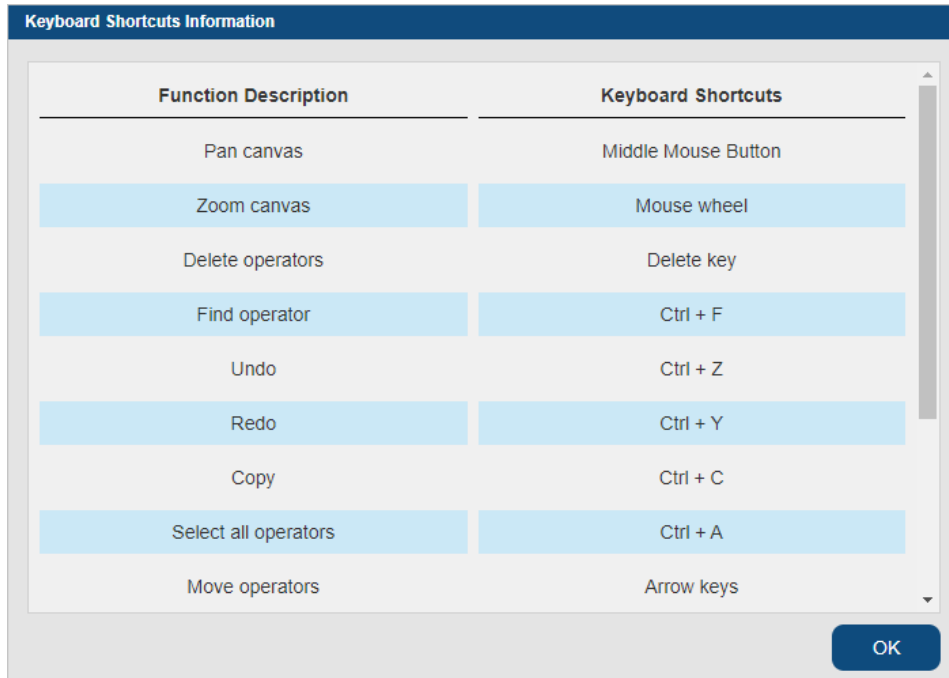 Keyboard Shortcuts Information
Function Description Keyboard Shortcuts
Pan canvas Middle Mouse Button
Zoom canvas Mouse wheel
Delete operators Delete key
Find operator Ctrl + F
Undo Ctrl + Z
Redo Ctrl + Y
Copy Ctrl + C
Select all operators Ctrl + A
Move operators Arrow keys
OK